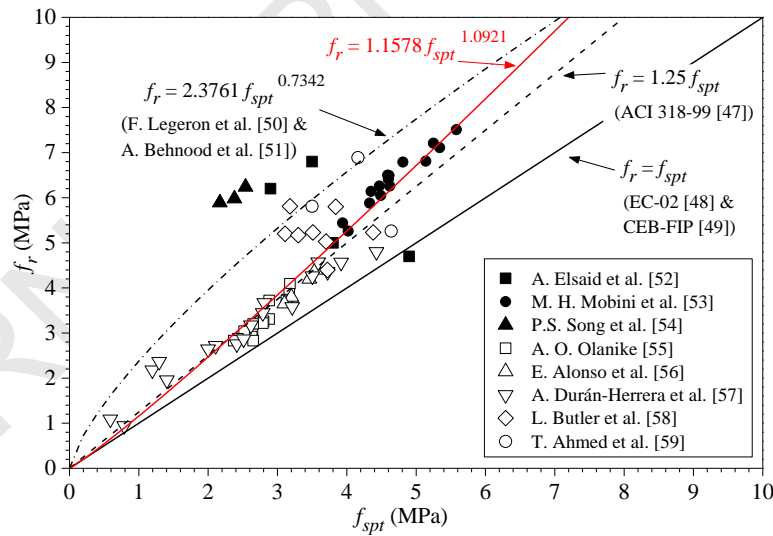 f_r = 1.1578 f_spt^1.0921
f_r = 2.3761 f_spt^0.7342
(F. Legeron et al. [50] &
A. Behnood et al. [51])
f_r = 1.25 f_spt
(ACI 318-99 [47])
f_r = f_spt
(EC-02 [48] &
CEB-FIP [49])
A. Elsaid et al. [52]
M. H. Mobini et al. [53]
P.S. Song et al. [54]
A. O. Olanike [55]
E. Alonso et al. [56]
A. Durán-Herrera et al. [57]
L. Butler et al. [58]
T. Ahmed et al. [59]
10
9
8
7
6
5
4
3
2
1
0
f_r (MPa)
0 1 2 3 4 5 6 7 8 9 10
f_spt (MPa)